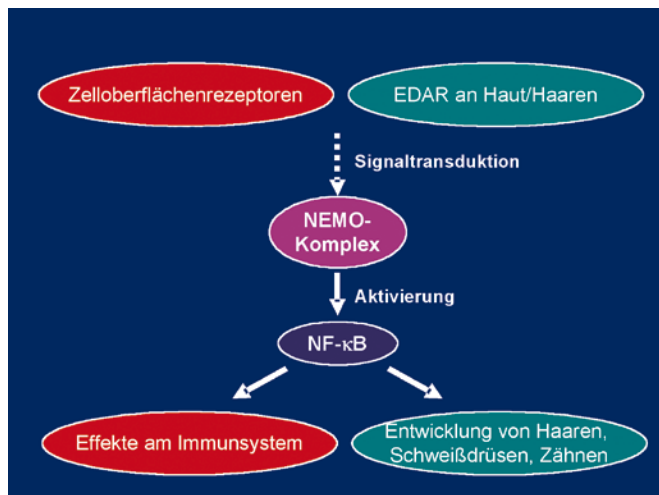 Zelloberflächenrezeptoren
EDAR an Haut/Haaren
Signaltransduktion
NEMO-
Komplex
Aktivierung
NF-κB
Effekte am Immunsystem
Entwicklung von Haaren,
Schweißdrüsen, Zähnen